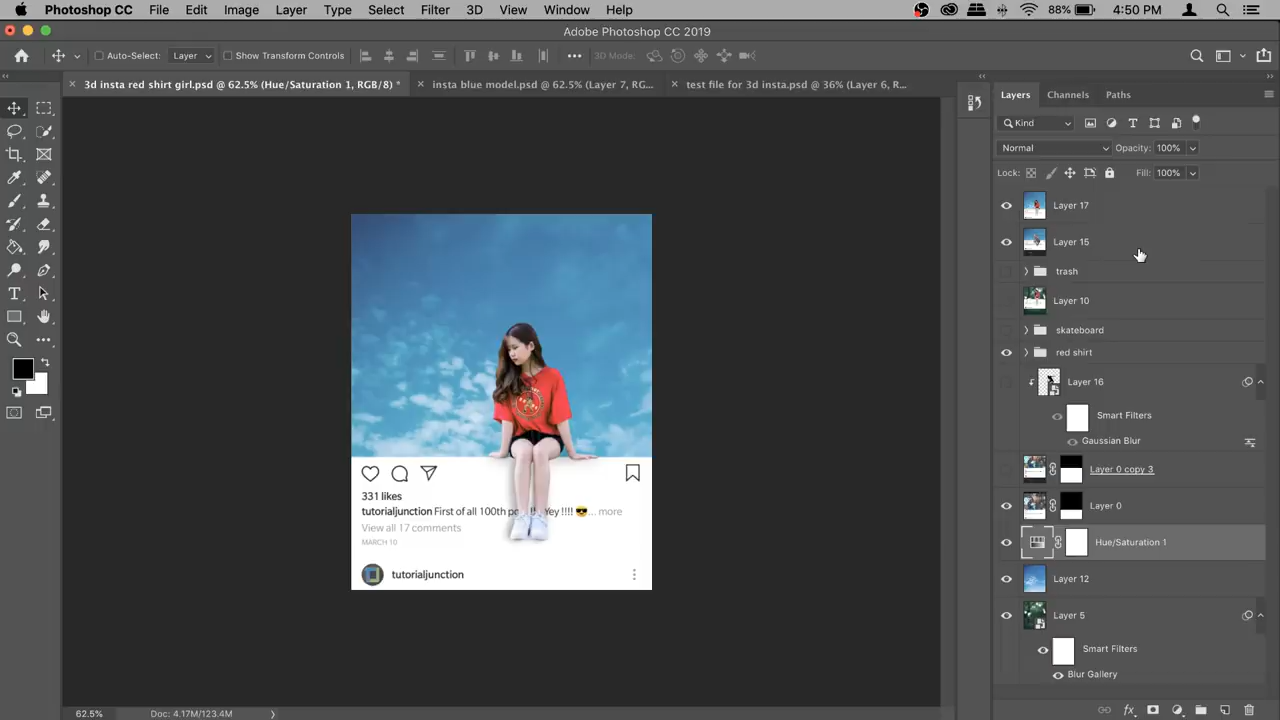 Photoshop CC File Edit Image Layer Type Select Filter 3D View Window Help 88% 4:50 PM
Adobe Photoshop CC 2019
Auto-Select: Layer Show Transform Controls 3D Mode:
3d insta red shirt girl.psd @ 62.5% (Hue/Saturation 1, RGB/8) * insta blue model.psd @ 62.5% (Layer 7, RG... test file for 3d insta.psd @ 36% (Layer 6, R...
Layers Channels Paths
Kind
Normal Opacity: 100%
Lock: Fill: 100%
Layer 17
Layer 15
trash
Layer 10
skateboard
red shirt
Layer 16
Smart Filters
Gaussian Blur
Layer 0 copy 3
Layer 0
Hue/Saturation 1
Layer 12
Layer 5
Smart Filters
Blur Gallery
331 likes
tutorialjunction First of all 100th Yey !!!! 😎... more
View all 17 comments
MARCH 10
tutorialjunction
62.5% Doc: 4.17M/123.4M